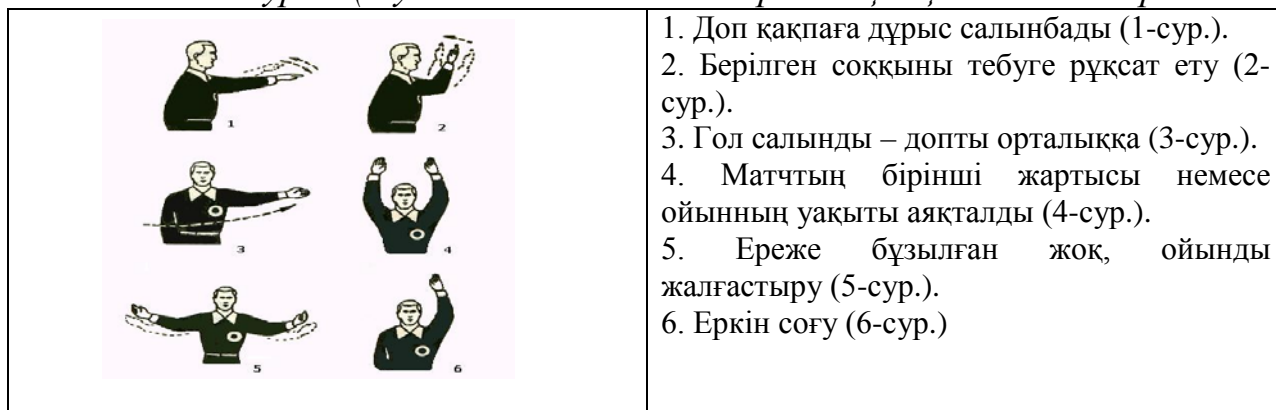 1
2
3
4
5
6
1. Доп қақпаға дұрыс салынбады (1-сур.).
2. Берілген соққыны тебуге рұқсат ету (2-
сур.).
3. Гол салынды – допты орталыққа (3-сур.).
4. Матчтың бірінші жартысы немесе
ойынның уақыты аяқталды (4-сур.).
5. Ереже бұзылған жоқ, ойынды
жалғастыру (5-сур.).
6. Еркін соғу (6-сур.)